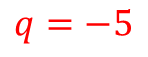 q = −5